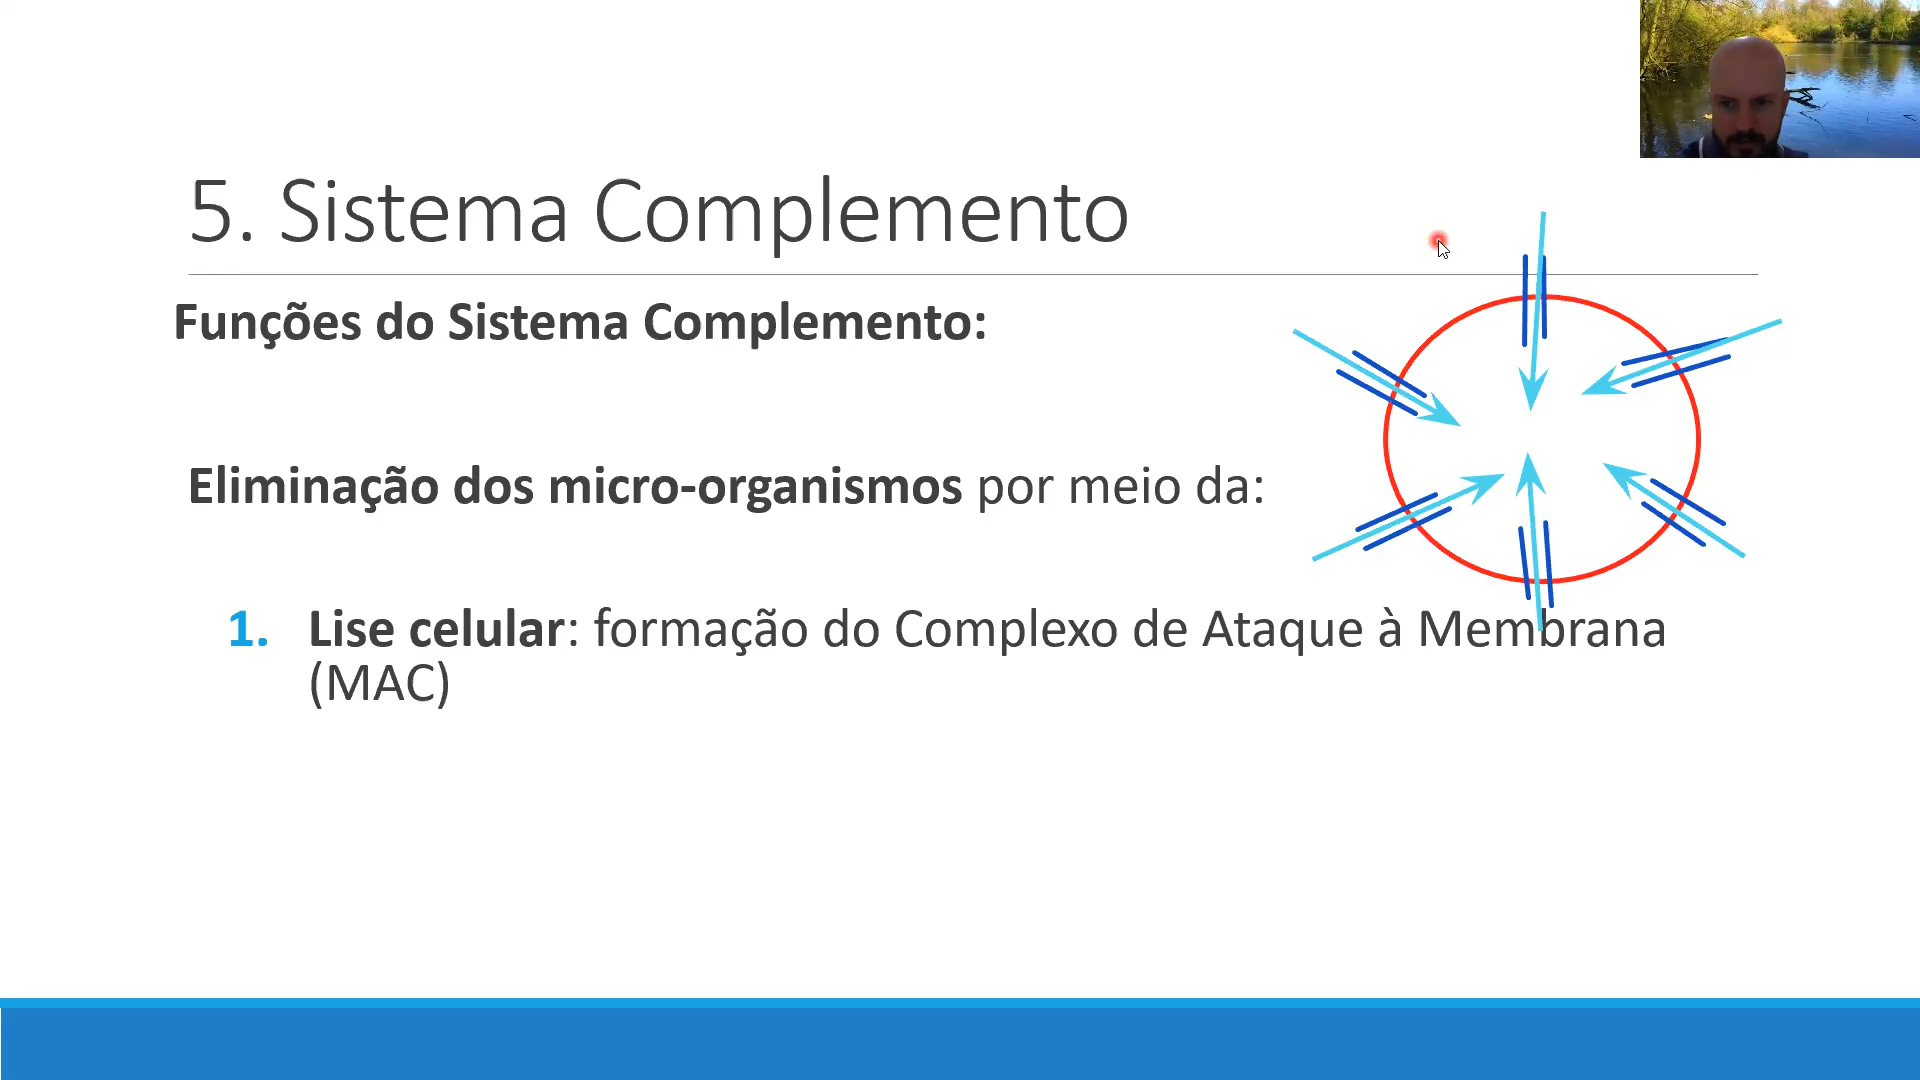 5. Sistema Complemento
Funções do Sistema Complemento:
Eliminação dos micro-organismos por meio da:
1. Lise celular: formação do Complexo de Ataque à Membrana
(MAC)